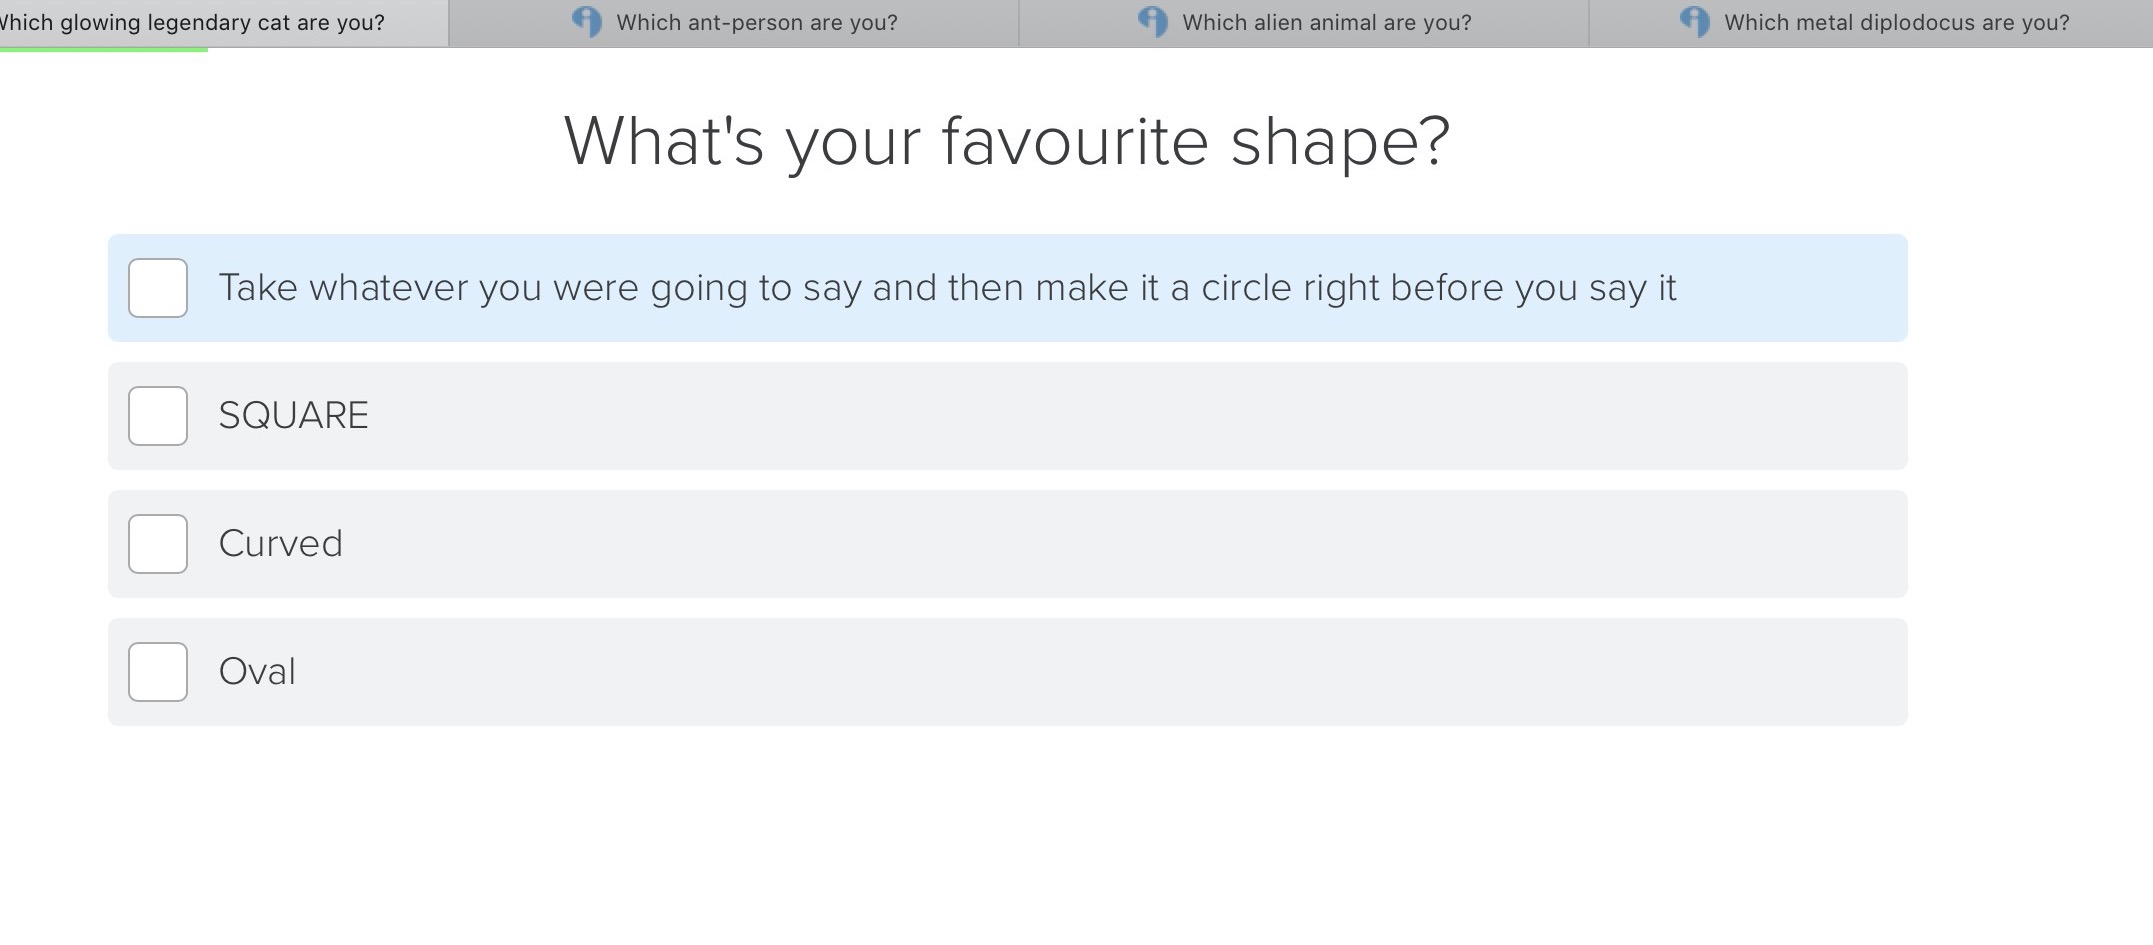 hich glowing legendary cat are you?
Which ant-person are you?
Which alien animal are you?
Which metal diplodocus are you?
What's your favourite shape?
Take whatever you were going to say and then make it a circle right before you say it
SQUARE
Curved
Oval